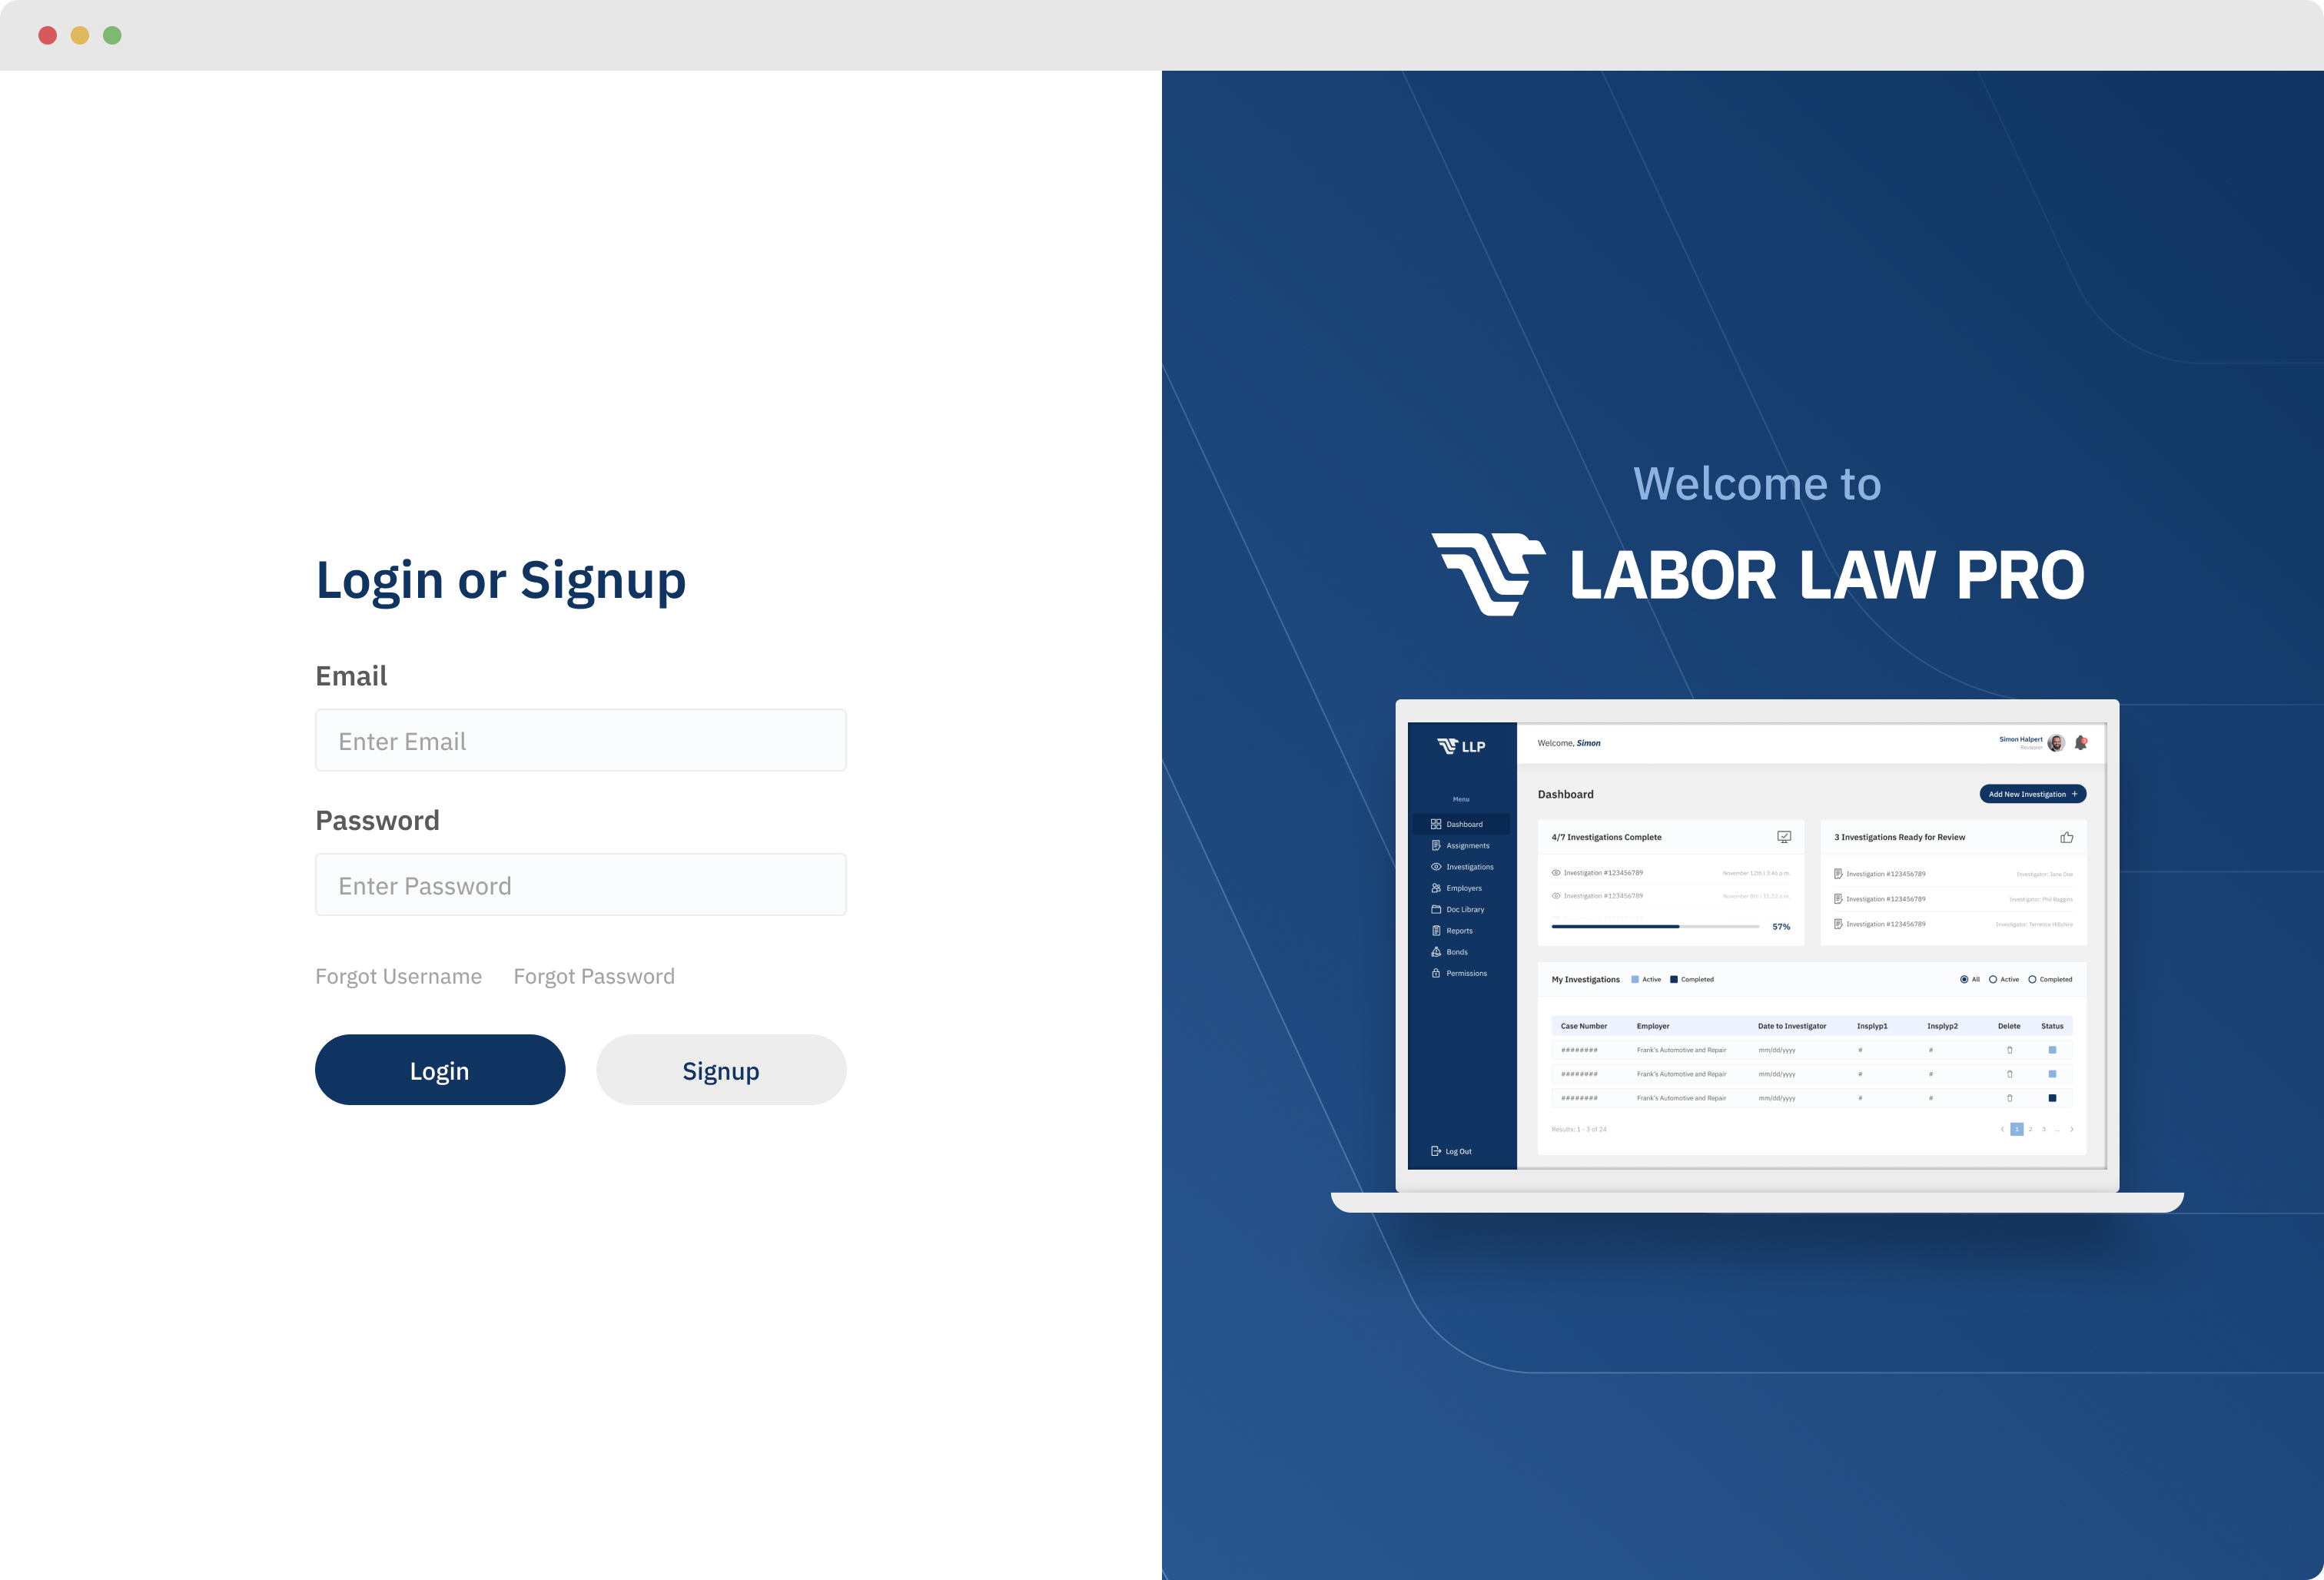 Login or Signup
Email
Enter Email
Password
Enter Password
Forgot Username Forgot Password
Login Signup
Welcome to
LABOR LAW PRO
LLP
Menu
Dashboard
Assignments
Investigations
Employers
Doc Library
Reports
Bonds
Permissions
Log Out
Welcome, Simon
Simon Halpert
Reviewer
Dashboard
Add New Investigation +
4/7 Investigations Complete
Investigation #123456789 November 12th | 3:46 p.m.
Investigation #123456789 November 8th | 11:22 a.m.
57%
3 Investigations Ready for Review
Investigation #123456789 Investigator: Jane Doe
Investigation #123456789 Investigator: Phil Baggins
Investigation #123456789 Investigator: Terrence Hillshire
My Investigations Active Completed All Active Completed
Case Number Employer Date to Investigator Insplyp1 Insplyp2 Delete Status
######## Frank's Automotive and Repair mm/dd/yyyy # #
######## Frank's Automotive and Repair mm/dd/yyyy # #
######## Frank's Automotive and Repair mm/dd/yyyy # #
Results: 1 - 3 of 24 < 1 2 3 ... >